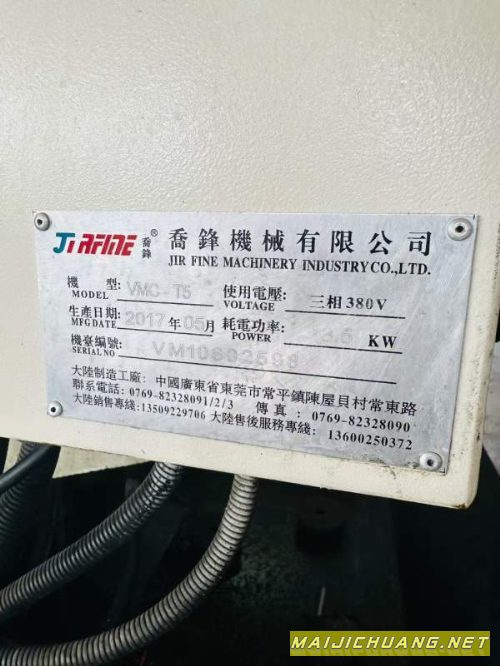 JIRFINE® 喬鋒 喬鋒機械有限公司
JIR FINE MACHINERY INDUSTRY CO.,LTD.
機 型: VMC-T5 使用電壓: 三相380V
MODEL VOLTAGE
生產日期: 2017年05月 耗電功率: KW
MFG DATE POWER
機臺編號:
SERIAL NO
大陸制造工廠: 中國廣東省東莞市常平鎮陳屋貝村常東路
聯系電話: 0769-82328091/2/3 傳真: 0769-82328090
大陸銷售專綫: 13509229706 大陸售後服務專綫: 13600250372
MAIJICHUANG.NET